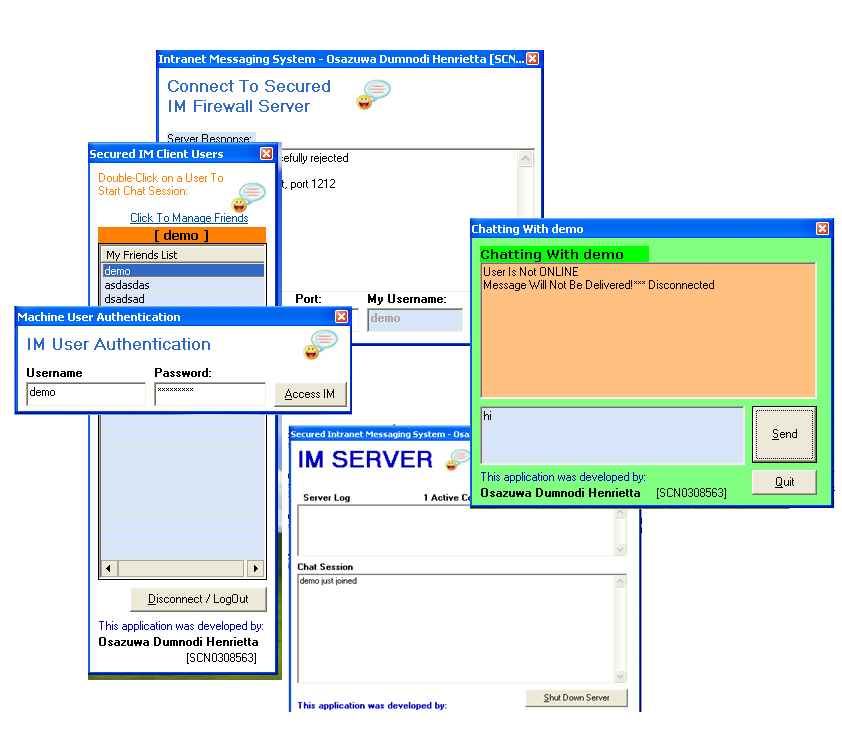 Intranet Messaging System - Osazuwa Dumnodi Henrietta [SCN...
Connect To Secured
IM Firewall Server
Server Response:
cefully rejected
t, port 1212
Port:
My Username:
demo
Secured IM Client Users
Double-Click on a User To
Start Chat Session:
Click To Manage Friends
[ demo ]
My Friends List
demo
asdasdas
dsadsad
Disconnect / LogOut
This application was developed by:
Osazuwa Dumnodi Henrietta
[SCN0308563]
Machine User Authentication
IM User Authentication
Username
Password:
demo
*********
Access IM
Chatting With demo
Chatting With demo
User Is Not ONLINE
Message Will Not Be Delivered!*** Disconnected
hi
Send
Quit
This application was developed by:
Osazuwa Dumnodi Henrietta [SCN0308563]
Secured Intranet Messaging System - Osaz
IM SERVER
Server Log
1 Active Co
Chat Session
demo just joined
Shut Down Server
This application was developed by: